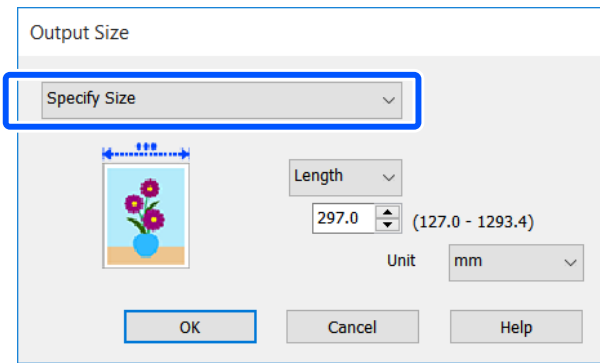 Output Size
Specify Size
Length
297.0 (127.0 - 1293.4)
Unit mm
OK Cancel Help